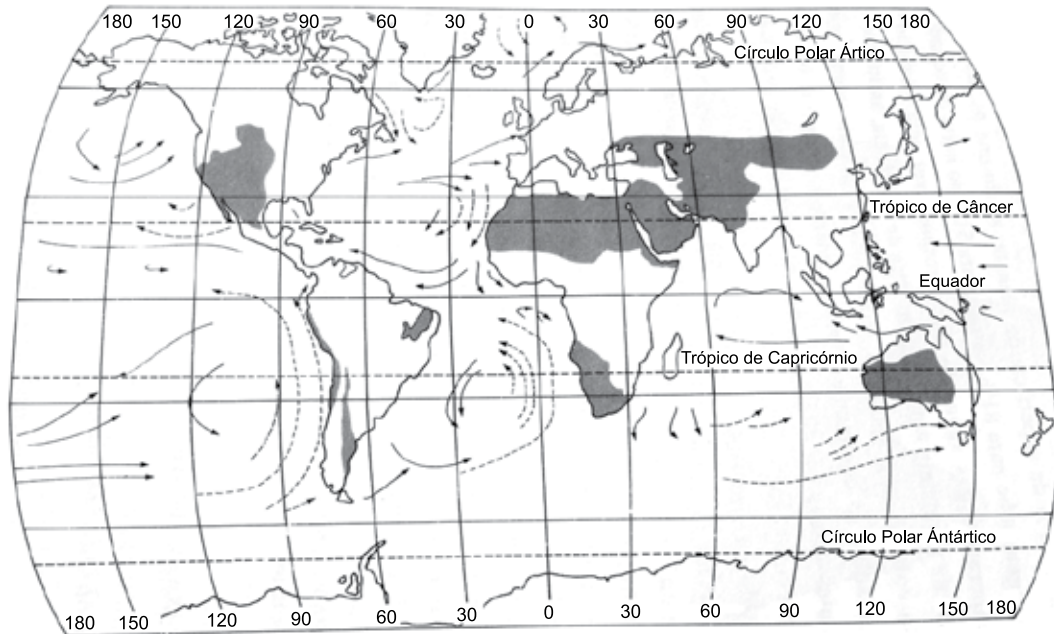 180 150 120 90 60 30 0 30 60 90 120 150 180
Círculo Polar Ártico
Trópico de Câncer
Equador
Trópico de Capricórnio
Círculo Polar Ántártico
180 150 120 90 60 30 0 30 60 90 120 150 180